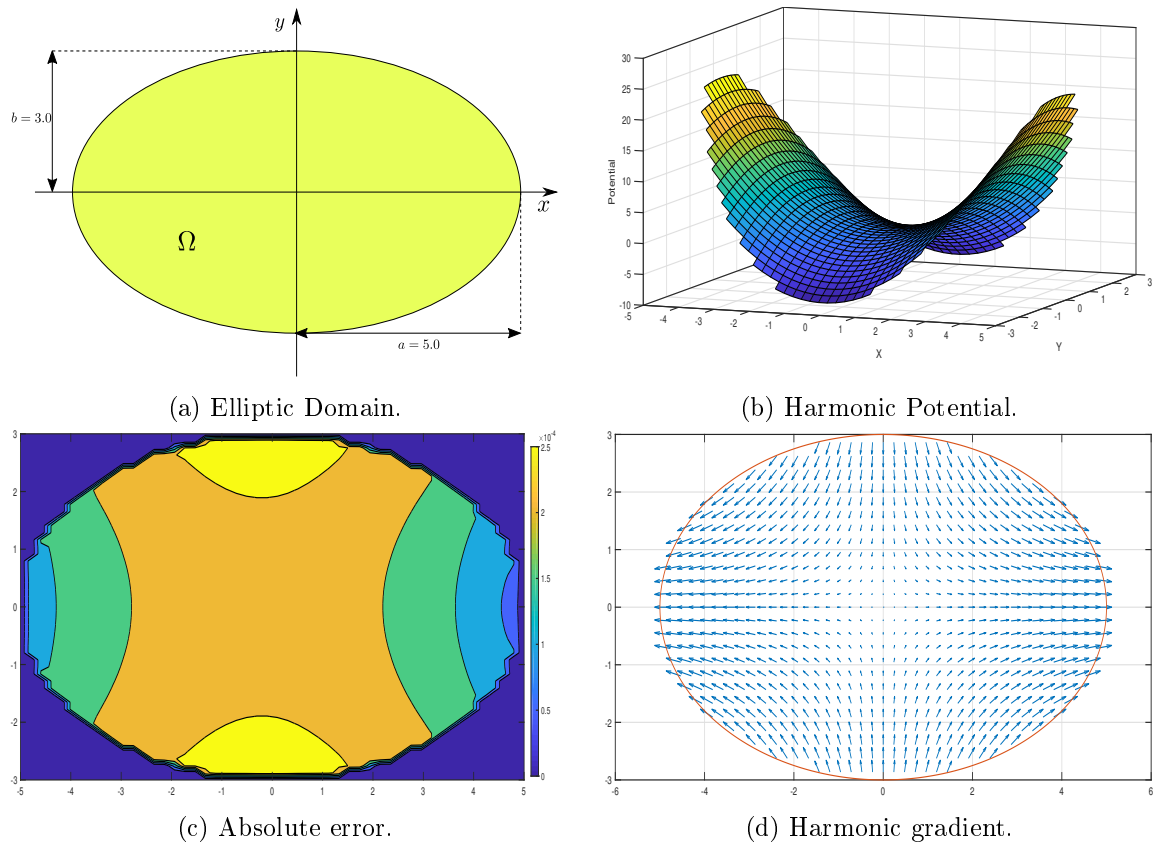 y
b = 3.0
x
Ω
a = 5.0
(a) Elliptic Domain.
30
25
20
15
10
5
0
-5
-10
Potential
-5 -4 -3 -2 -1 0 1 2 3 4 5
X
-3 -2 -1 0 1 2 3
Y
(b) Harmonic Potential.
3
2
1
0
-1
-2
-3
-5 -4 -3 -2 -1 0 1 2 3 4 5
×10⁻⁴
2.5
2
1.5
1
0.5
0
(c) Absolute error.
3
2
1
0
-1
-2
-3
-6 -4 -2 0 2 4 6
(d) Harmonic gradient.